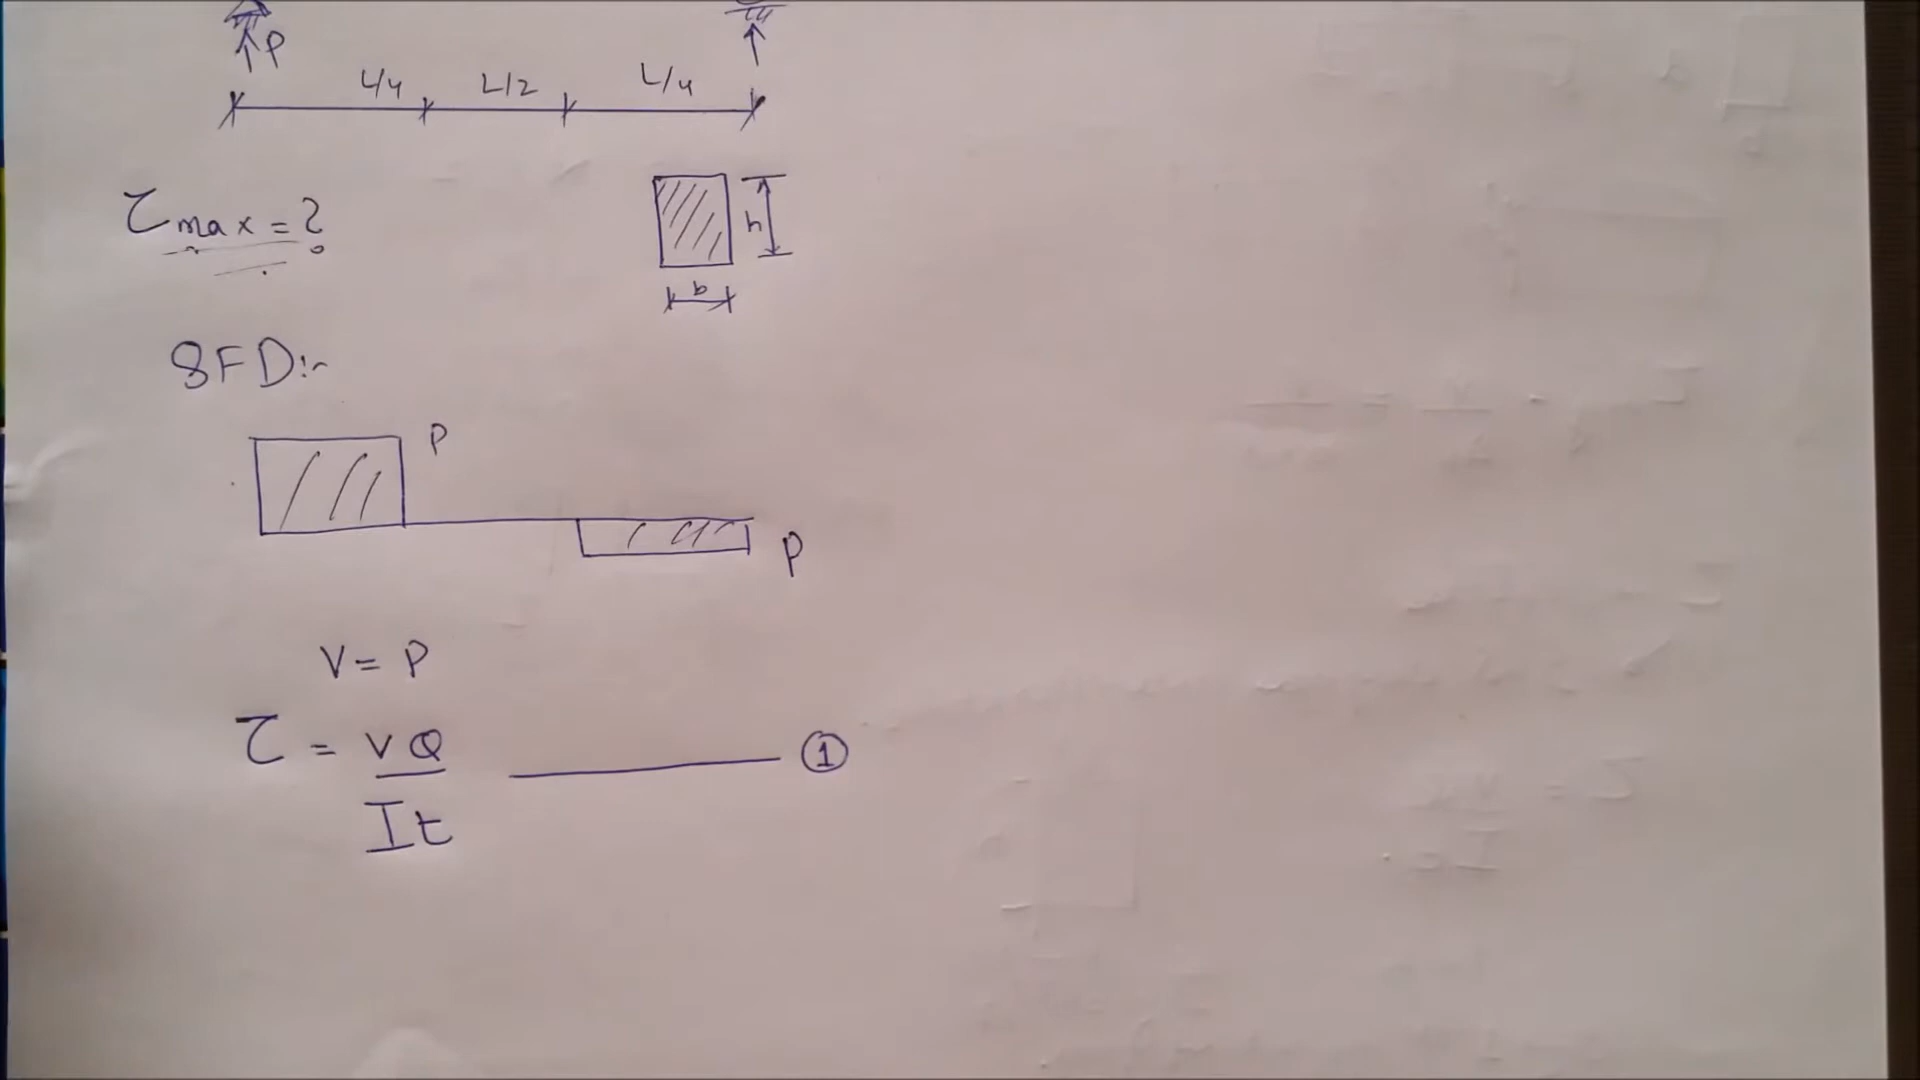 P
L/4 L/2 L/4
τmax = ?
h
b
SFD:-
P
P
V = P
τ = VQ ①
It